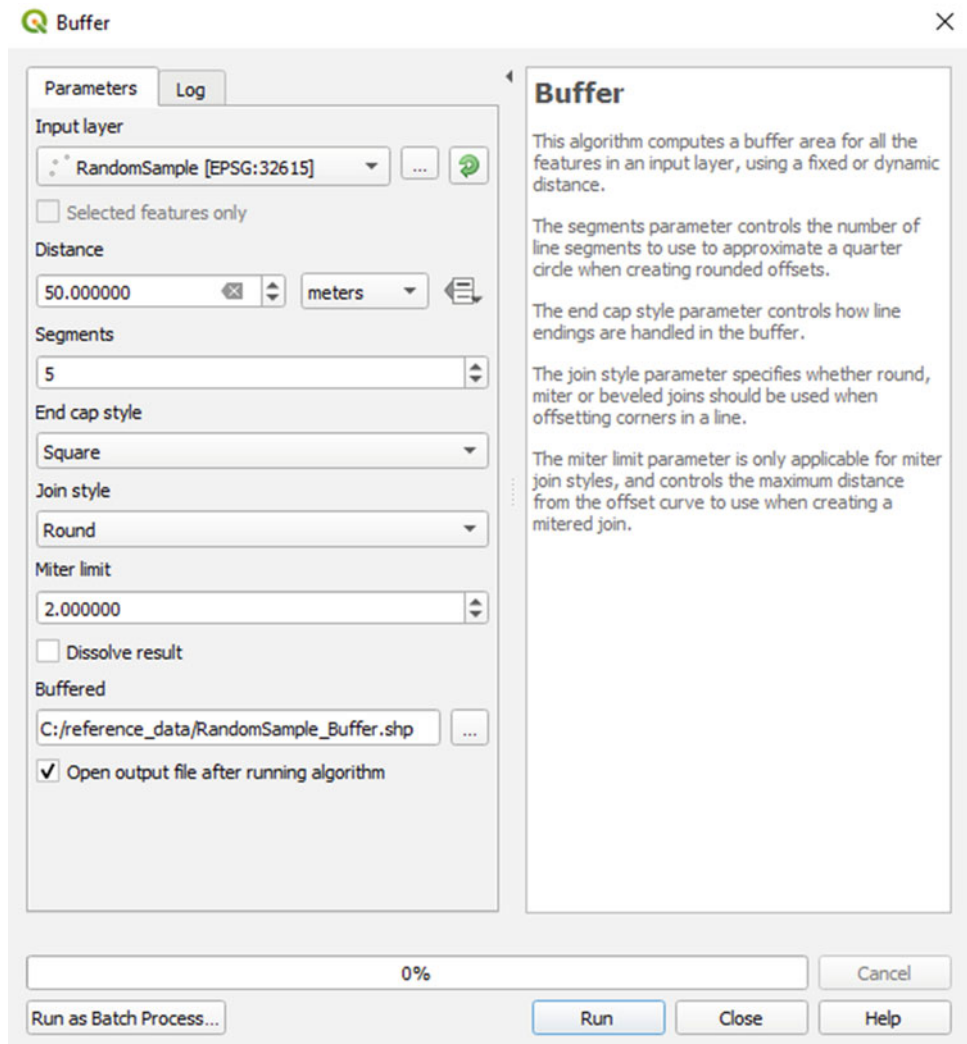 Buffer
Parameters
Log
Input layer
RandomSample [EPSG:32615]
...
Selected features only
Distance
50.000000
meters
Segments
5
End cap style
Square
Join style
Round
Miter limit
2.000000
Dissolve result
Buffered
C:/reference_data/RandomSample_Buffer.shp
...
Open output file after running algorithm
Buffer
This algorithm computes a buffer area for all the
features in an input layer, using a fixed or dynamic
distance.
The segments parameter controls the number of
line segments to use to approximate a quarter
circle when creating rounded offsets.
The end cap style parameter controls how line
endings are handled in the buffer.
The join style parameter specifies whether round,
miter or beveled joins should be used when
offsetting corners in a line.
The miter limit parameter is only applicable for miter
join styles, and controls the maximum distance
from the offset curve to use when creating a
mitered join.
0%
Cancel
Run as Batch Process...
Run
Close
Help